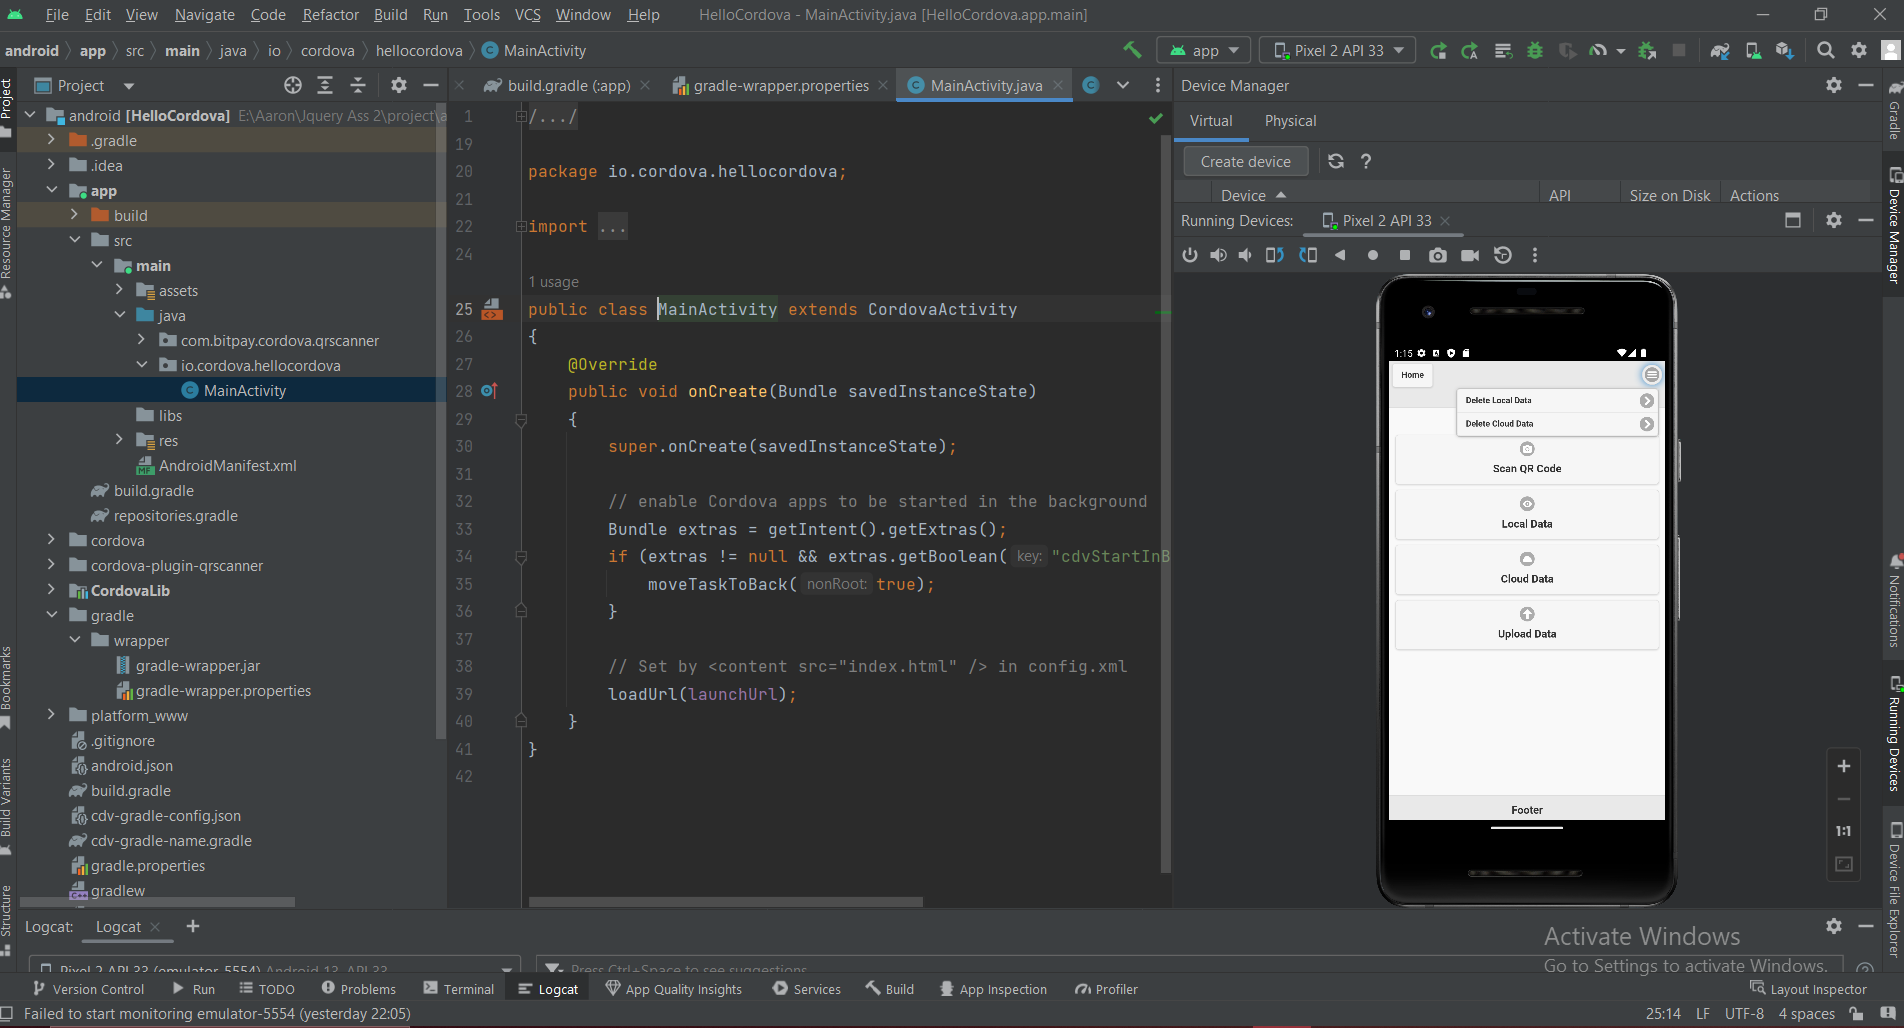 File Edit View Navigate Code Refactor Build Run Tools VCS Window Help HelloCordova - MainActivity.java [HelloCordova.app.main]
android app src main java io cordova hellocordova MainActivity app Pixel 2 API 33
Project
build.gradle (:app) gradle-wrapper.properties MainActivity.java
Device Manager
Project
Resource Manager
Bookmarks
Build Variants
Structure
android [HelloCordova] E:\Aaron\Jquery Ass 2\project\a
.gradle
.idea
app
build
src
main
assets
java
com.bitpay.cordova.qrscanner
io.cordova.hellocordova
MainActivity
libs
res
AndroidManifest.xml
build.gradle
repositories.gradle
cordova
cordova-plugin-qrscanner
CordovaLib
gradle
wrapper
gradle-wrapper.jar
gradle-wrapper.properties
platform_www
.gitignore
android.json
build.gradle
cdv-gradle-config.json
cdv-gradle-name.gradle
gradle.properties
gradlew
1 /.../
19
20 package io.cordova.hellocordova;
21
22 import ...
24
1 usage
25 public class MainActivity extends CordovaActivity
26 {
27 @Override
28 public void onCreate(Bundle savedInstanceState)
29 {
30 super.onCreate(savedInstanceState);
31
32 // enable Cordova apps to be started in the background
33 Bundle extras = getIntent().getExtras();
34 if (extras != null && extras.getBoolean( key: "cdvStartInB
35 moveTaskToBack( nonRoot: true);
36 }
37
38 // Set by <content src="index.html" /> in config.xml
39 loadUrl(launchUrl);
40 }
41 }
42
Virtual Physical
Create device ?
Device API Size on Disk Actions
Running Devices: Pixel 2 API 33
1:15
Home
Delete Local Data
Delete Cloud Data
Scan QR Code
Local Data
Cloud Data
Upload Data
Footer
1:1
Gradle
Device Manager
Notifications
Running Devices
Device File Explorer
Logcat: Logcat
Pixel 2 API 33 (emulator-5554) Android 13, API 33
Press Ctrl+Space to see suggestions
Activate Windows
Go to Settings to activate Windows.
Version Control Run TODO Problems Terminal Logcat App Quality Insights Services Build App Inspection Profiler Layout Inspector
Failed to start monitoring emulator-5554 (yesterday 22:05) 25:14 LF UTF-8 4 spaces